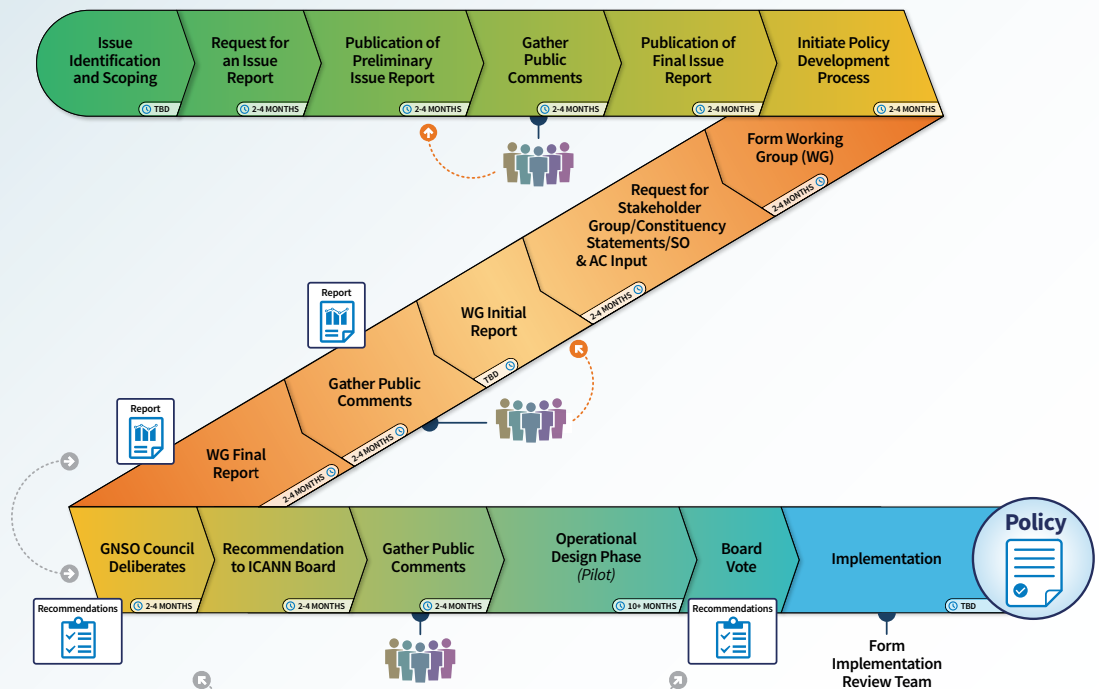 Issue
Identification
and Scoping
TBD
Request for
an Issue
Report
2-4 MONTHS
Publication of
Preliminary
Issue Report
2-4 MONTHS
Gather
Public
Comments
2-4 MONTHS
Publication of
Final Issue
Report
2-4 MONTHS
Initiate Policy
Development
Process
2-4 MONTHS
Form Working
Group (WG)
2-4 MONTHS
Request for
Stakeholder
Group/Constituency
Statements/SO
& AC Input
2-4 MONTHS
WG Initial
Report
TBD
Report
Gather Public
Comments
2-4 MONTHS
Report
WG Final
Report
2-4 MONTHS
GNSO Council
Deliberates
2-4 MONTHS
Recommendations
Recommendation
to ICANN Board
2-4 MONTHS
Gather Public
Comments
2-4 MONTHS
Operational
Design Phase
(Pilot)
10+ MONTHS
Board
Vote
Recommendations
Implementation
TBD
Policy
Form
Implementation
Review Team